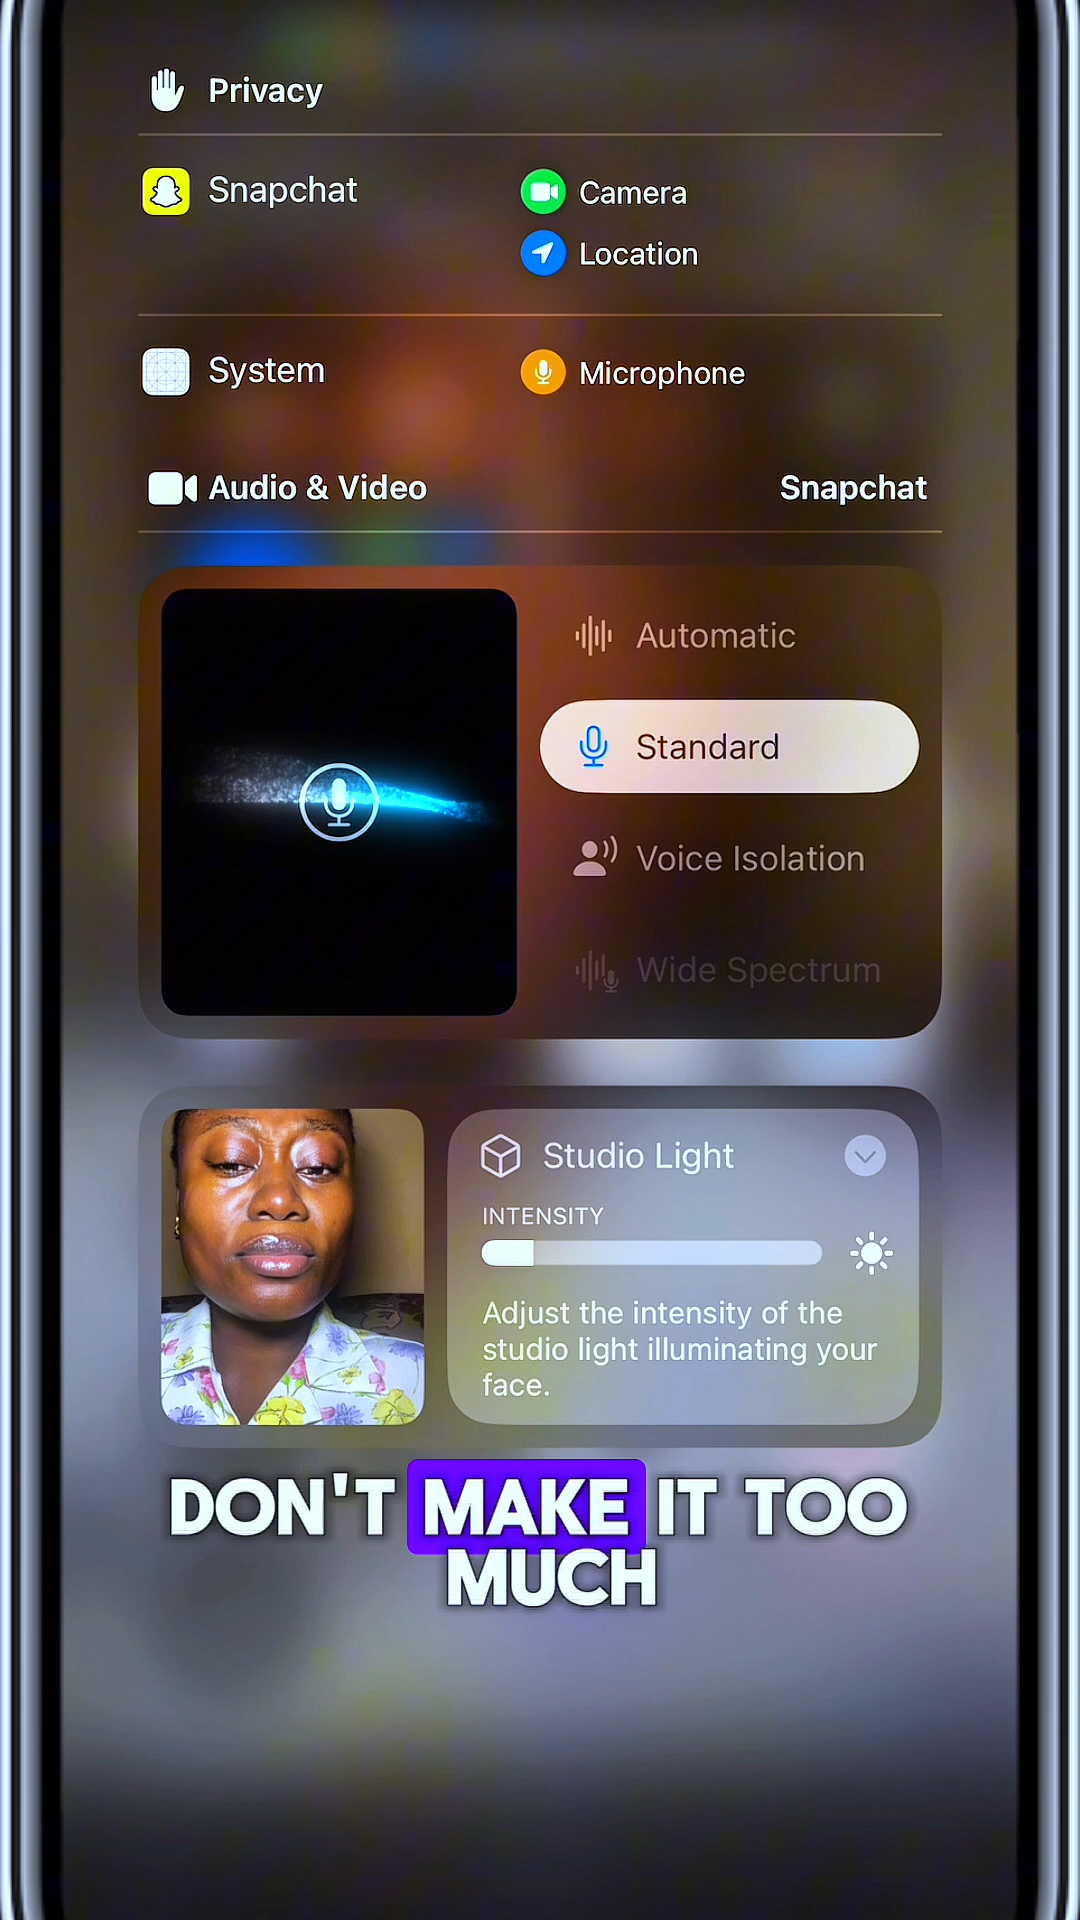 Privacy
Snapchat
Camera
Location
System
Microphone
Audio & Video
Snapchat
Automatic
Standard
Voice Isolation
Wide Spectrum
Studio Light
INTENSITY
Adjust the intensity of the
studio light illuminating your
face.
DON'T MAKE IT TOO
MUCH